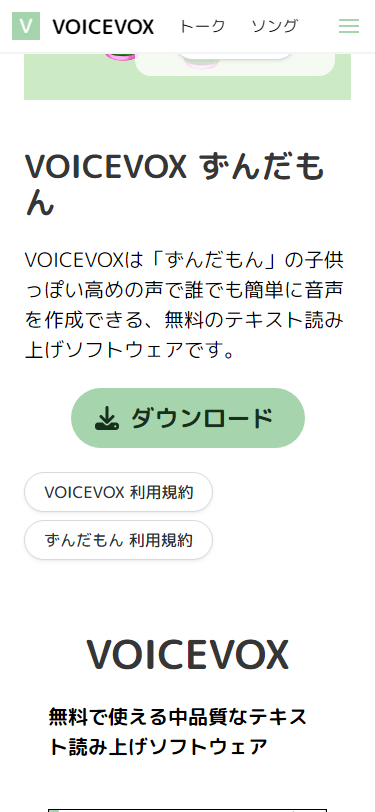 V VOICEVOX トーク ソング
VOICEVOX ずんだも
ん
VOICEVOXは「ずんだもん」の子供
っぽい高めの声で誰でも簡単に音声
を作成できる、無料のテキスト読み
上げソフトウェアです。
ダウンロード
VOICEVOX 利用規約
ずんだもん 利用規約
VOICEVOX
無料で使える中品質なテキス
ト読み上げソフトウェア